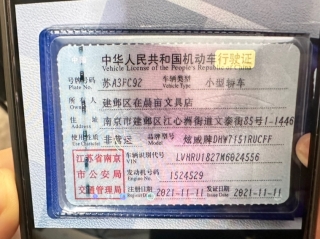 中华人民共和国机动车行驶证
Vehicle License of the People's Republic
号牌号码 苏A3FC92 车辆类型 小型轿车
Plate No. Vehicle Type
所有人 建邺区在晨亩文具店
Owner
住址 南京市建邺区江心洲街道文泰街85号1-1446
Address
使用性质 非营运 品牌型号 炫威牌DHW7151RUCFF
Use Character Model
江苏省南京市公安局交通管理局
车辆识别代号 LVHRU1827M6024556
VIN
发动机号码 1524529
Engine No.
注册日期 2021-11-11 发证日期 2021-11-11
Register Date Issue Date